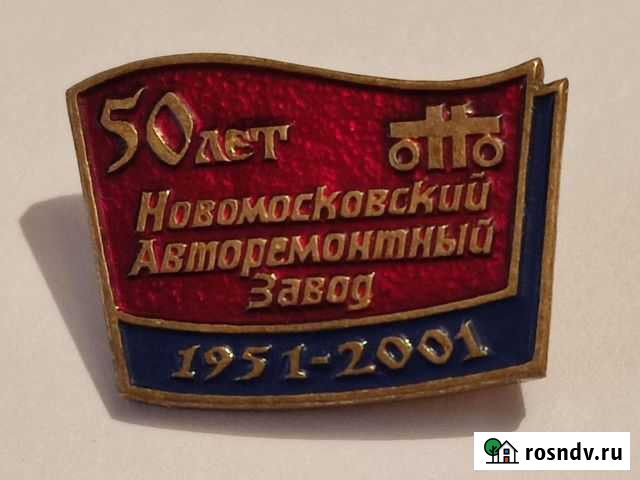 50 лет
Новомосковский
Авторемонтный
Завод
1951-2001
rosndv.ru